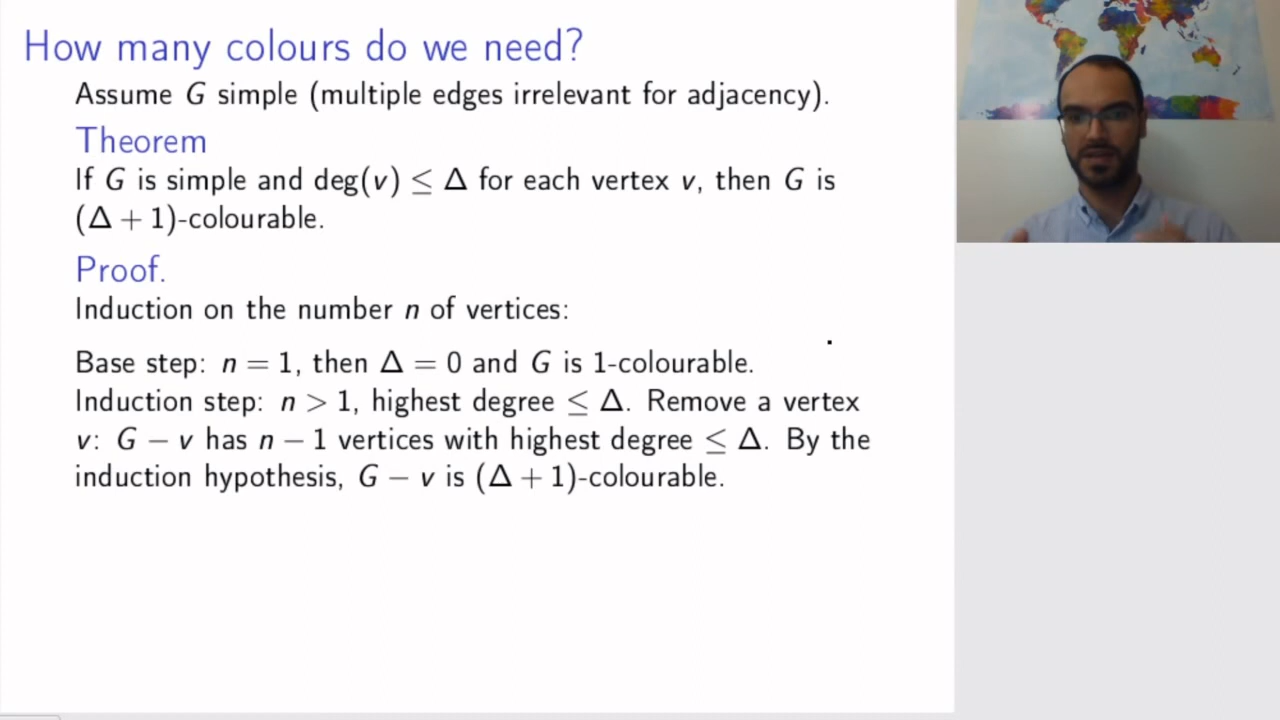 How many colours do we need?
Assume G simple (multiple edges irrelevant for adjacency).
Theorem
If G is simple and deg(v) ≤ Δ for each vertex v, then G is
(Δ + 1)-colourable.
Proof.
Induction on the number n of vertices:
Base step: n = 1, then Δ = 0 and G is 1-colourable.
Induction step: n > 1, highest degree ≤ Δ. Remove a vertex
v: G − v has n − 1 vertices with highest degree ≤ Δ. By the
induction hypothesis, G − v is (Δ + 1)-colourable.